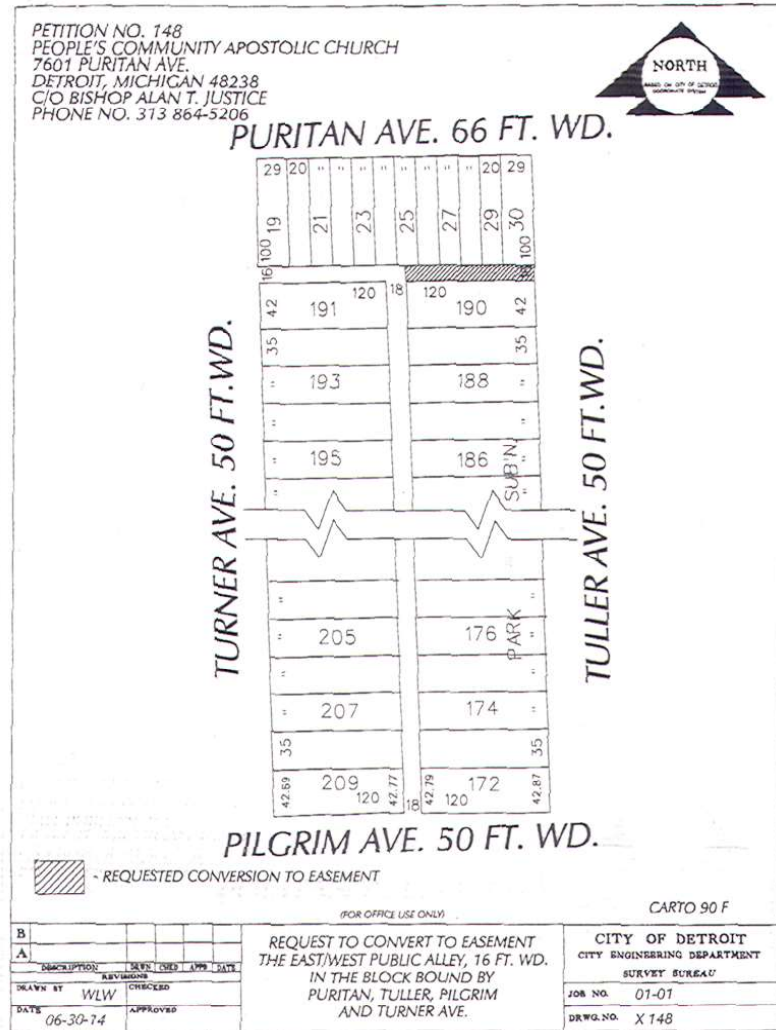 PETITION NO. 148
PEOPLE'S COMMUNITY APOSTOLIC CHURCH
7601 PURITAN AVE.
DETROIT, MICHIGAN 48238
C/O BISHOP ALAN T. JUSTICE
PHONE NO. 313 864-5206
NORTH
BASED ON CITY OF DETROIT
COORDINATE SYSTEM
PURITAN AVE. 66 FT. WD.
29 20 " " " " " " " 20 29
19 21 23 25 27 29 30
100 100
16 16
42 191 120 18 120 190 42
35 35
" 193 188 "
" "
" 195 186 "
" "
SUB'N
TURNER AVE. 50 FT.WD.
TULLER AVE. 50 FT.WD.
" "
" 205 176 "
PARK
" "
" 207 174 "
35 35
42.69 209 120 42.77 18 42.79 120 172 42.87
PILGRIM AVE. 50 FT. WD.
- REQUESTED CONVERSION TO EASEMENT
(FOR OFFICE USE ONLY)
CARTO 90 F
B
A
DESCRIPTION DRWN CHKD APPD DATE
REVISIONS
DRAWN BY WLW CHECKED
DATE 06-30-14 APPROVED
REQUEST TO CONVERT TO EASEMENT
THE EAST/WEST PUBLIC ALLEY, 16 FT. WD.
IN THE BLOCK BOUND BY
PURITAN, TULLER, PILGRIM
AND TURNER AVE.
CITY OF DETROIT
CITY ENGINEERING DEPARTMENT
SURVEY BUREAU
JOB NO. 01-01
DRWG. NO. X 148